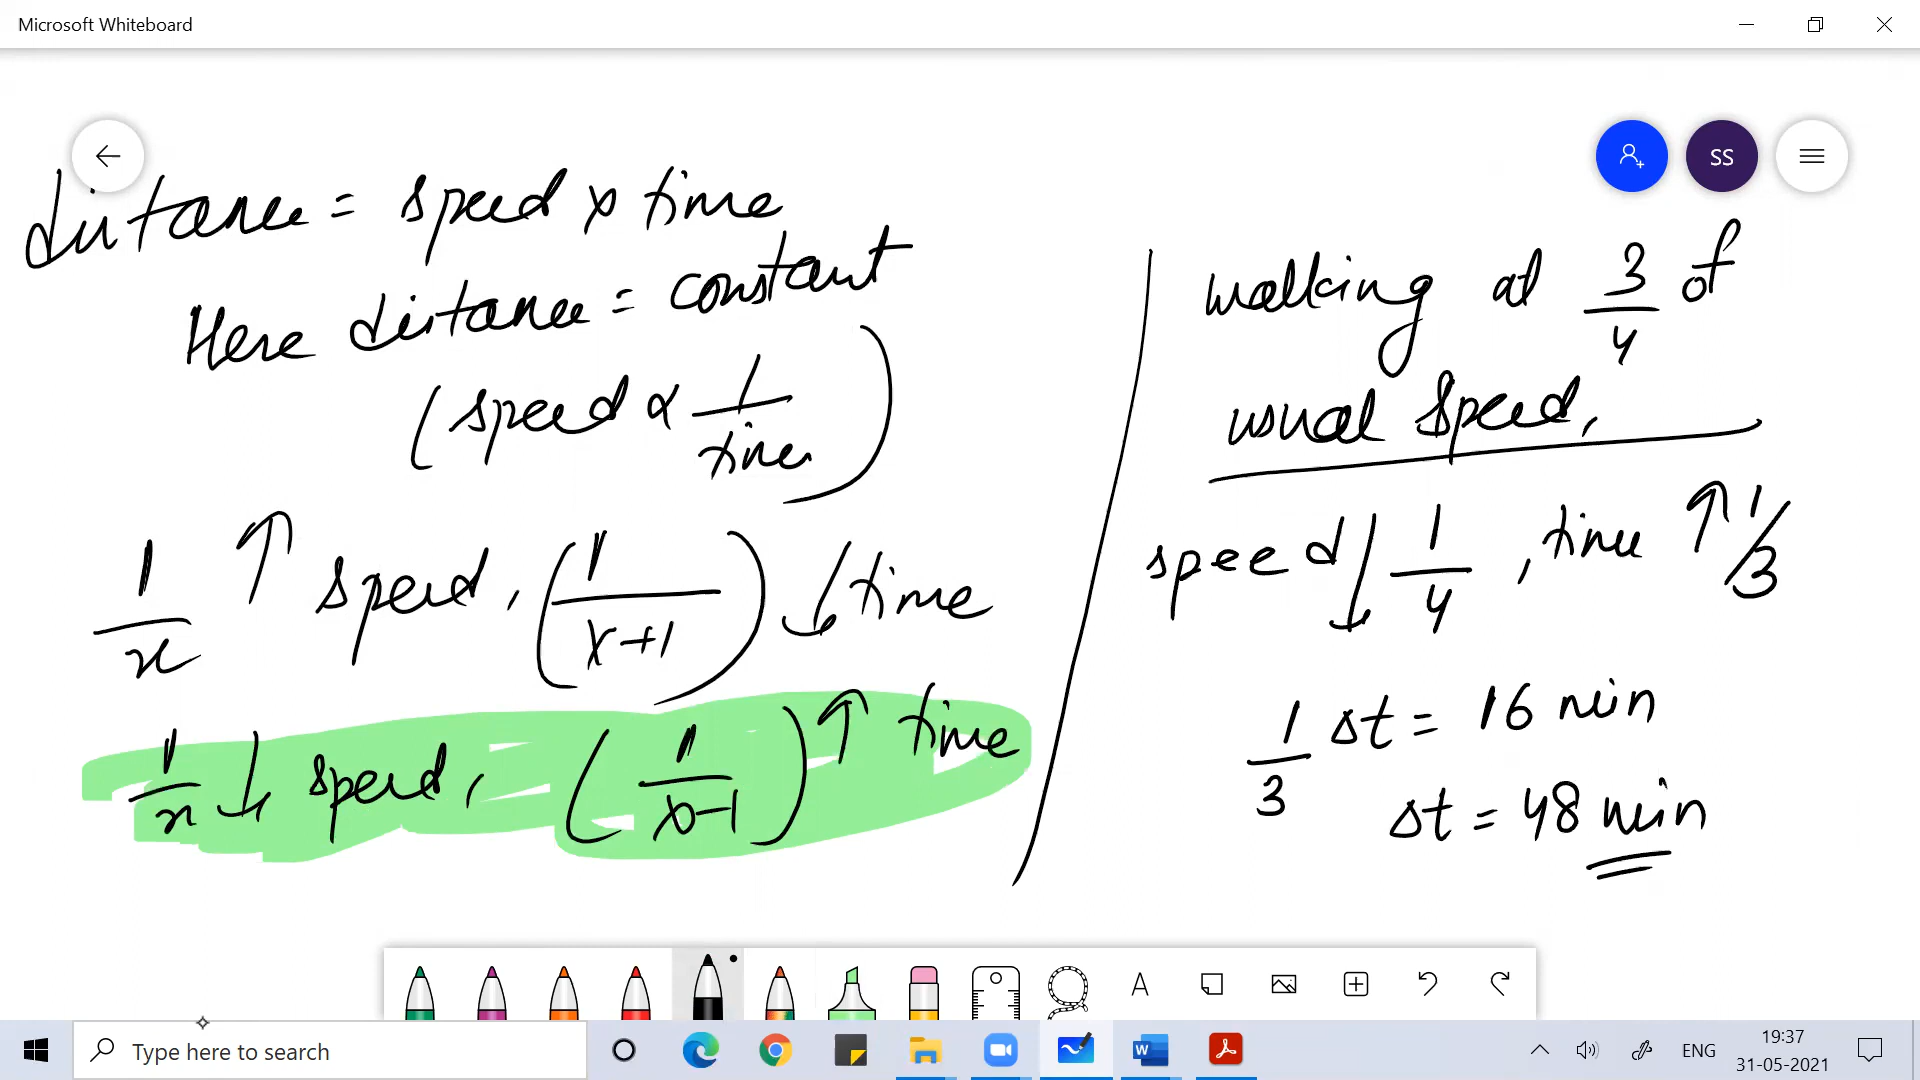 Microsoft Whiteboard
SS
distance = speed x time
Here distance = constant
(speed ∝ 1/time)
1/x ↑ speed, (1/x+1) ↓ time
1/x ↓ speed, (1/x-1) ↑ time
walking at 3/4 of
usual speed,
speed ↓ 1/4, time ↑ 1/3
1/3 Δt = 16 min
Δt = 48 min
A
Type here to search
ENG
19:37
31-05-2021